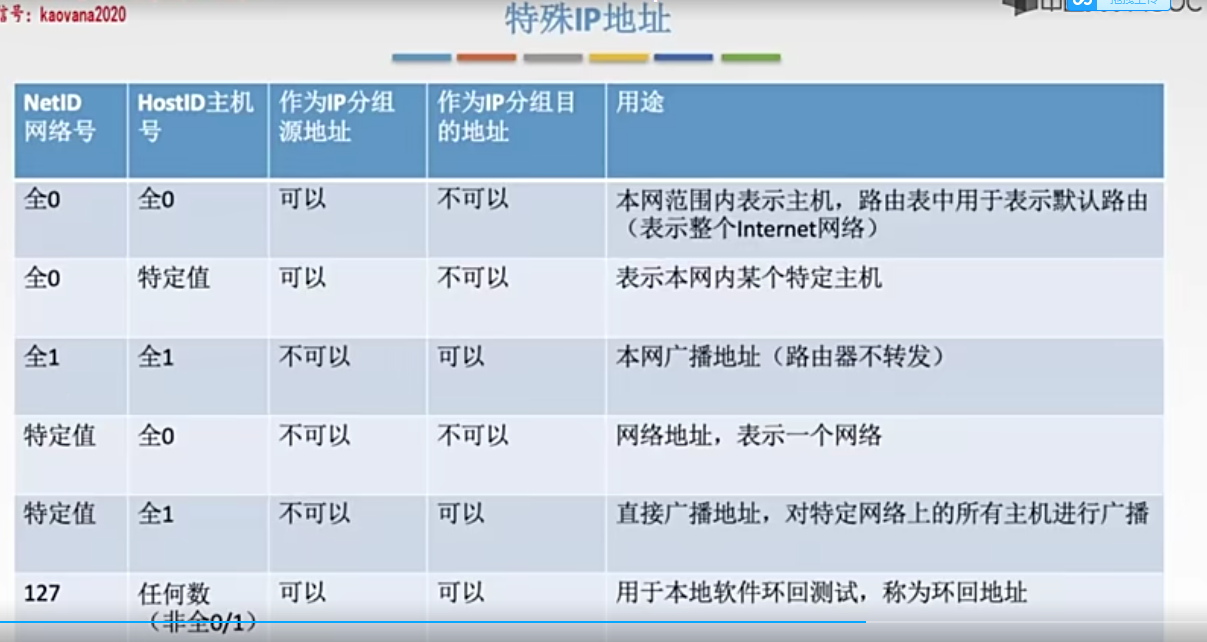 信号：kaovana2020
特殊IP地址
拖拽上传
NetID
网络号
HostID主机
号
作为IP分组
源地址
作为IP分组目
的地址
用途
全0
全0
可以
不可以
本网范围内表示主机，路由表中用于表示默认路由
（表示整个Internet网络）
全0
特定值
可以
不可以
表示本网内某个特定主机
全1
全1
不可以
可以
本网广播地址（路由器不转发）
特定值
全0
不可以
不可以
网络地址，表示一个网络
特定值
全1
不可以
可以
直接广播地址，对特定网络上的所有主机进行广播
127
任何数
（非全0/1）
可以
可以
用于本地软件环回测试，称为环回地址